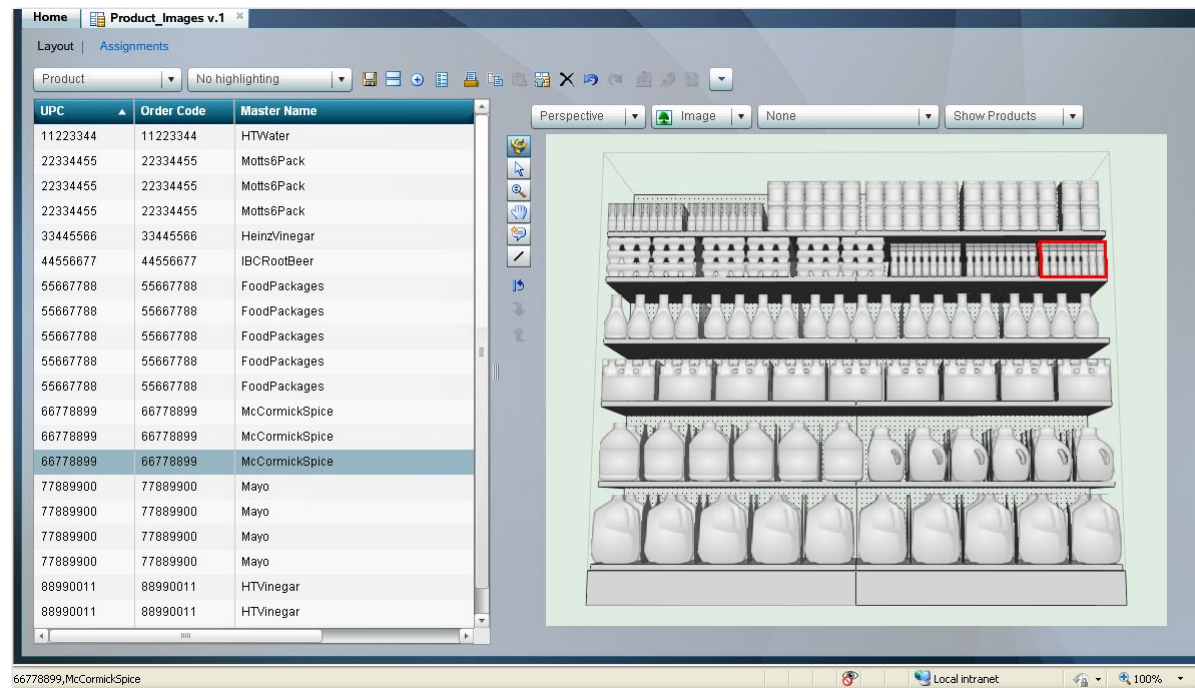 Home Product_Images v.1
Layout | Assignments
Product No highlighting
UPC Order Code Master Name
Perspective Image None Show Products
11223344 11223344 HTWater
22334455 22334455 Motts6Pack
22334455 22334455 Motts6Pack
22334455 22334455 Motts6Pack
33445566 33445566 HeinzVinegar
44556677 44556677 IBCRootBeer
55667788 55667788 FoodPackages
55667788 55667788 FoodPackages
55667788 55667788 FoodPackages
55667788 55667788 FoodPackages
55667788 55667788 FoodPackages
66778899 66778899 McCormickSpice
66778899 66778899 McCormickSpice
66778899 66778899 McCormickSpice
77889900 77889900 Mayo
77889900 77889900 Mayo
77889900 77889900 Mayo
77889900 77889900 Mayo
88990011 88990011 HTVinegar
88990011 88990011 HTVinegar
66778899,McCormickSpice Local intranet 100%